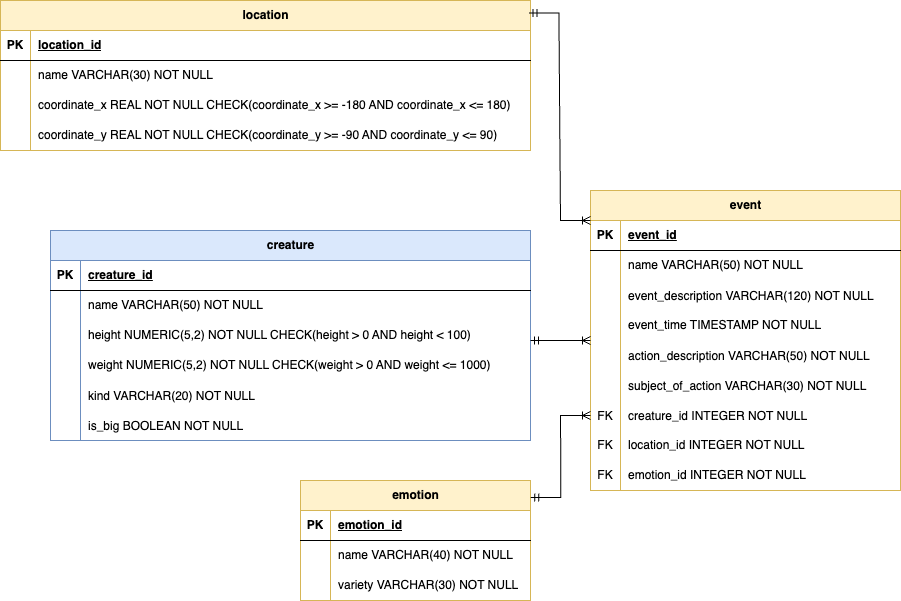 location
PK location_id
name VARCHAR(30) NOT NULL
coordinate_x REAL NOT NULL CHECK(coordinate_x >= -180 AND coordinate_x <= 180)
coordinate_y REAL NOT NULL CHECK(coordinate_y >= -90 AND coordinate_y <= 90)
creature
PK creature_id
name VARCHAR(50) NOT NULL
height NUMERIC(5,2) NOT NULL CHECK(height > 0 AND height < 100)
weight NUMERIC(5,2) NOT NULL CHECK(weight > 0 AND weight <= 1000)
kind VARCHAR(20) NOT NULL
is_big BOOLEAN NOT NULL
event
PK event_id
name VARCHAR(50) NOT NULL
event_description VARCHAR(120) NOT NULL
event_time TIMESTAMP NOT NULL
action_description VARCHAR(50) NOT NULL
subject_of_action VARCHAR(30) NOT NULL
FK creature_id INTEGER NOT NULL
FK location_id INTEGER NOT NULL
FK emotion_id INTEGER NOT NULL
emotion
PK emotion_id
name VARCHAR(40) NOT NULL
variety VARCHAR(30) NOT NULL